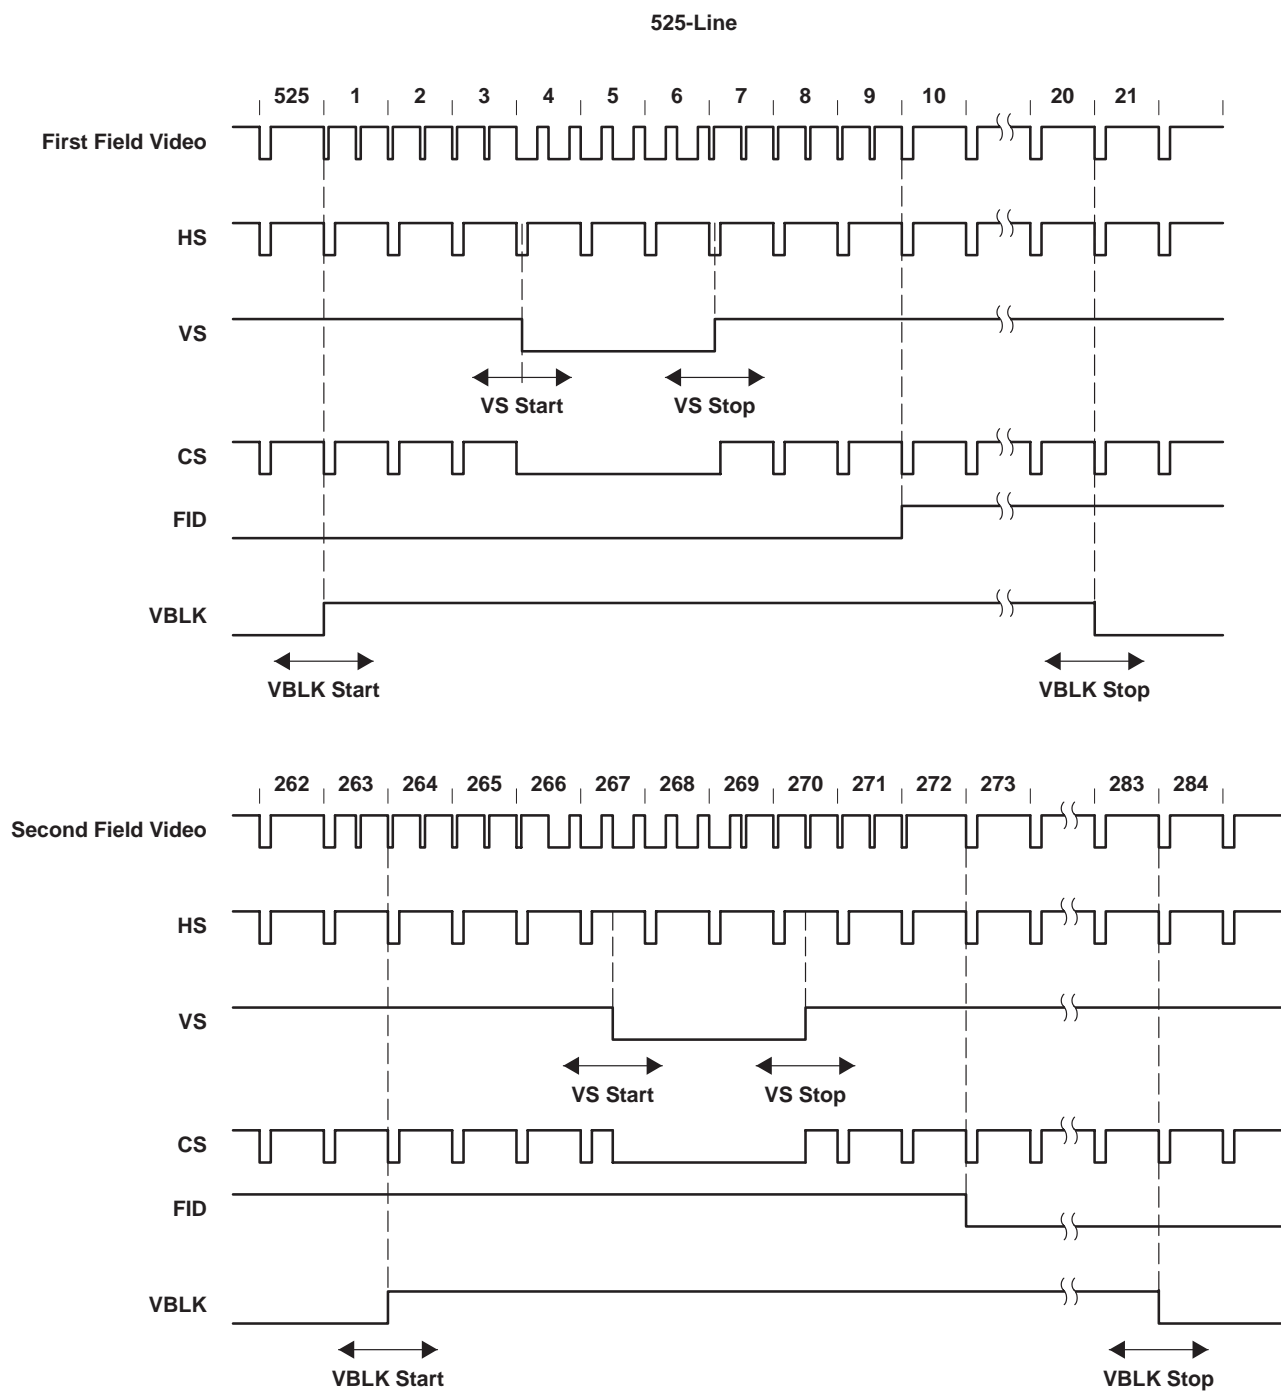 525-Line
525 1 2 3 4 5 6 7 8 9 10 20 21
First Field Video
HS
VS
VS Start VS Stop
CS
FID
VBLK
VBLK Start VBLK Stop
262 263 264 265 266 267 268 269 270 271 272 273 283 284
Second Field Video
HS
VS
VS Start VS Stop
CS
FID
VBLK
VBLK Start VBLK Stop